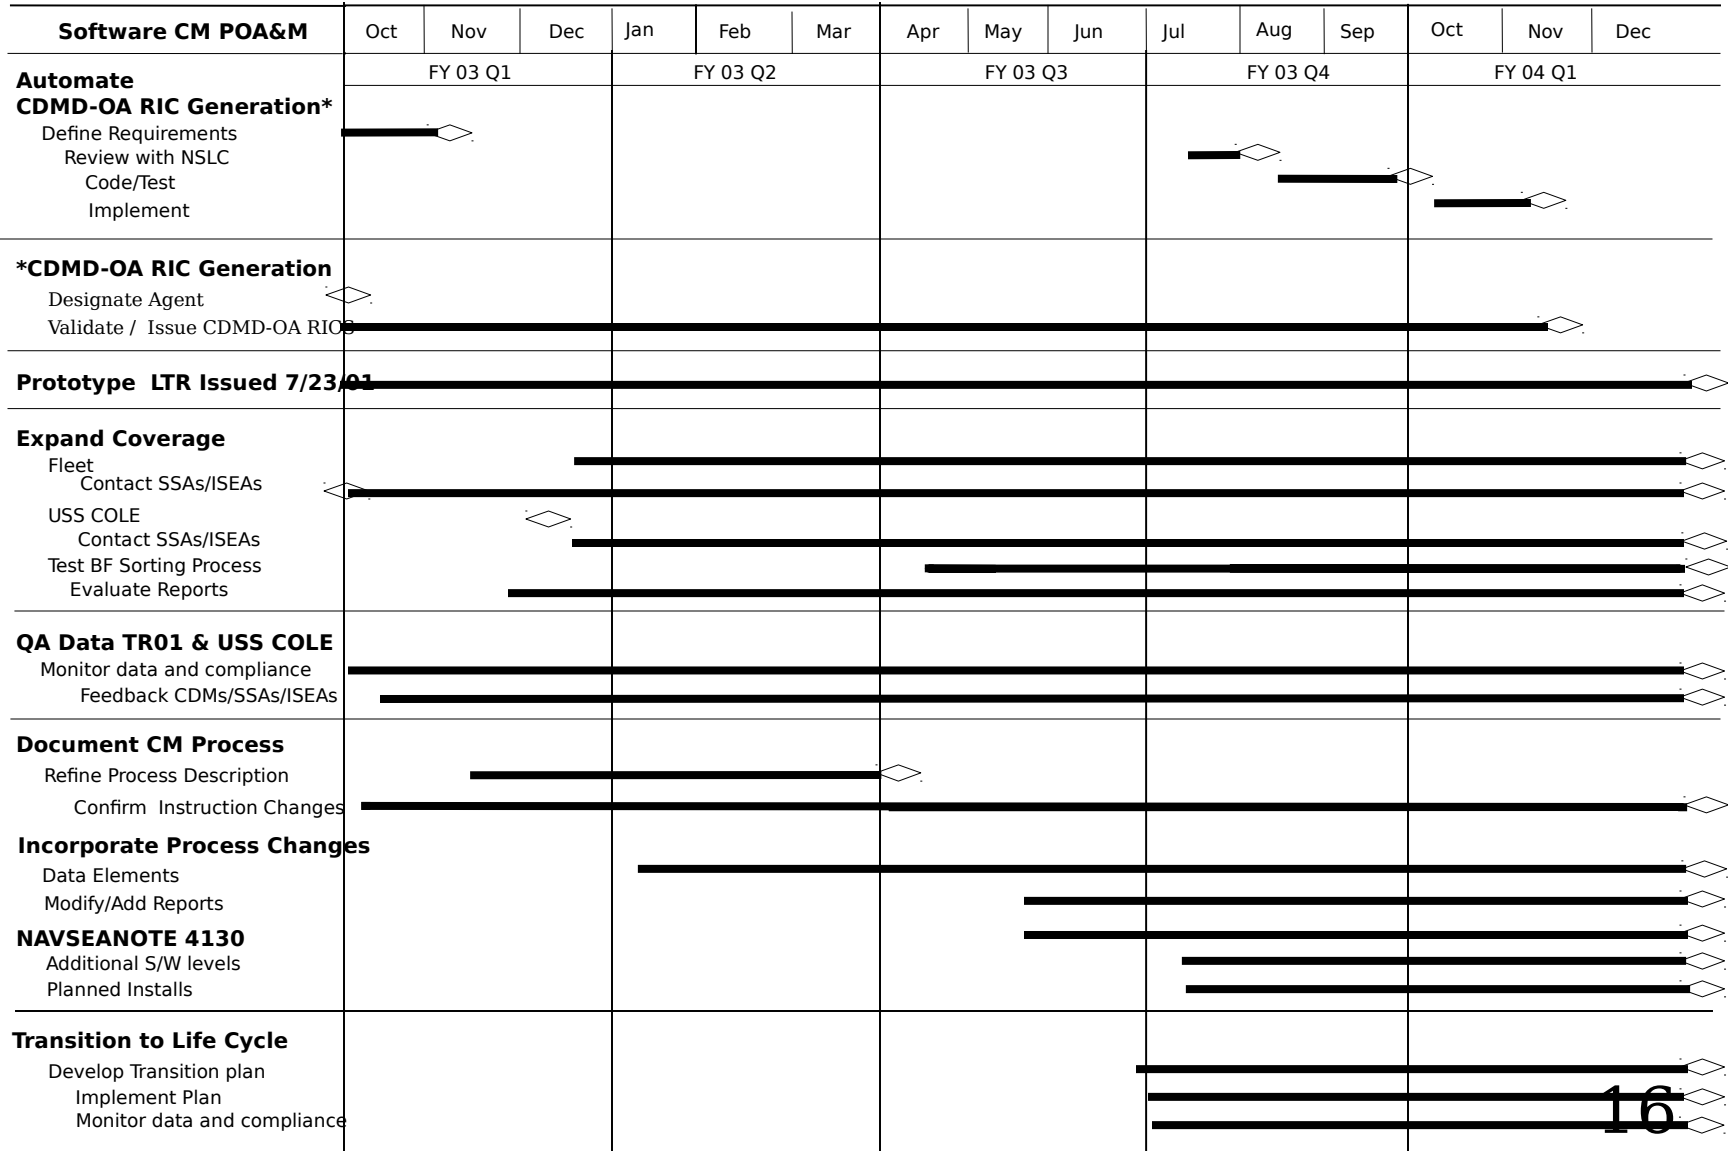 Software CM POA&M Oct Nov Dec Jan Feb Mar Apr May Jun Jul Aug Sep Oct Nov Dec
FY 03 Q1 FY 03 Q2 FY 03 Q3 FY 03 Q4 FY 04 Q1
Automate
CDMD-OA RIC Generation*
Define Requirements
Review with NSLC
Code/Test
Implement
*CDMD-OA RIC Generation
Designate Agent
Validate / Issue CDMD-OA RICS
Prototype LTR Issued 7/23/01
Expand Coverage
Fleet
Contact SSAs/ISEAs
USS COLE
Contact SSAs/ISEAs
Test BF Sorting Process
Evaluate Reports
QA Data TR01 & USS COLE
Monitor data and compliance
Feedback CDMs/SSAs/ISEAs
Document CM Process
Refine Process Description
Confirm Instruction Changes
Incorporate Process Changes
Data Elements
Modify/Add Reports
NAVSEANOTE 4130
Additional S/W levels
Planned Installs
Transition to Life Cycle
Develop Transition plan
Implement Plan
Monitor data and compliance
16